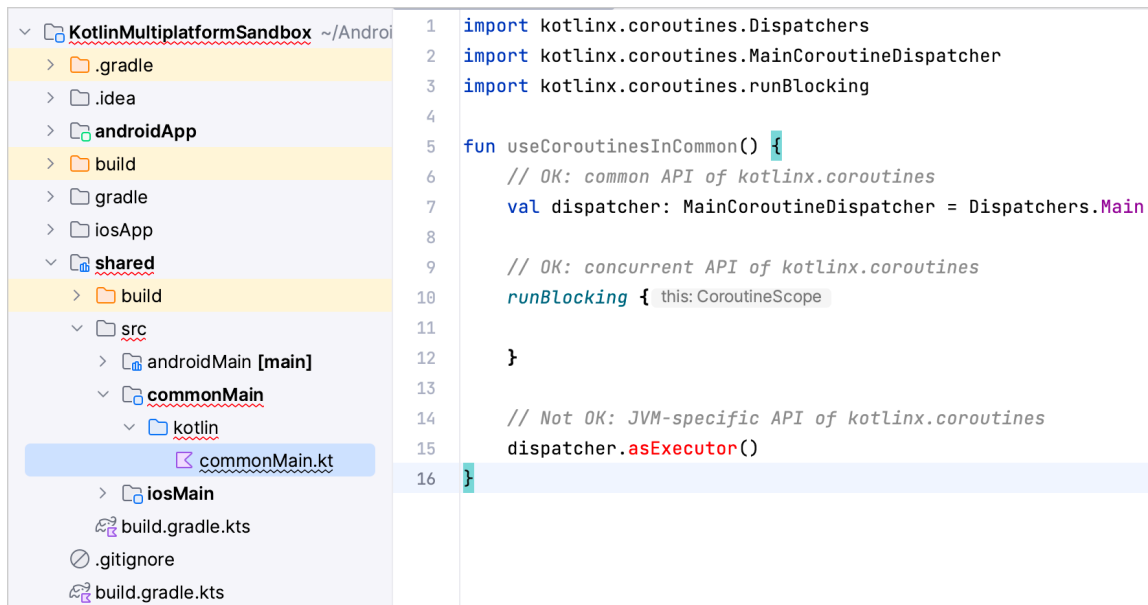 KotlinMultiplatformSandbox ~/Androi
.gradle
.idea
androidApp
build
gradle
iosApp
shared
build
src
androidMain [main]
commonMain
kotlin
commonMain.kt
iosMain
build.gradle.kts
.gitignore
build.gradle.kts
1 import kotlinx.coroutines.Dispatchers
2 import kotlinx.coroutines.MainCoroutineDispatcher
3 import kotlinx.coroutines.runBlocking
4
5 fun useCoroutinesInCommon() {
6 // OK: common API of kotlinx.coroutines
7 val dispatcher: MainCoroutineDispatcher = Dispatchers.Main
8
9 // OK: concurrent API of kotlinx.coroutines
10 runBlocking { this: CoroutineScope
11
12 }
13
14 // Not OK: JVM-specific API of kotlinx.coroutines
15 dispatcher.asExecutor()
16 }